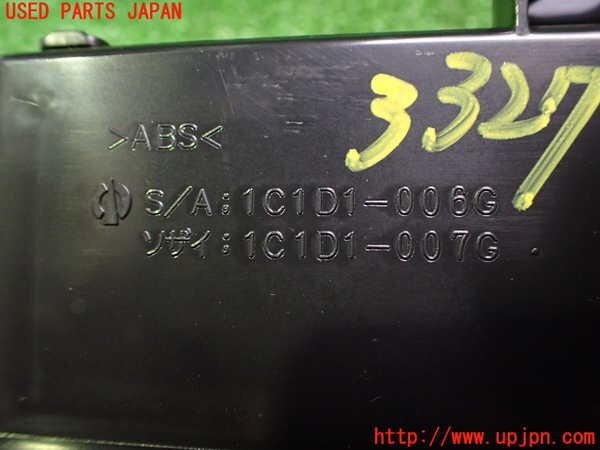 USED PARTS JAPAN
3327
>ABS<
S/A:1C1D1-006G
ソザイ:1C1D1-007G
http://www.upjpn.com/